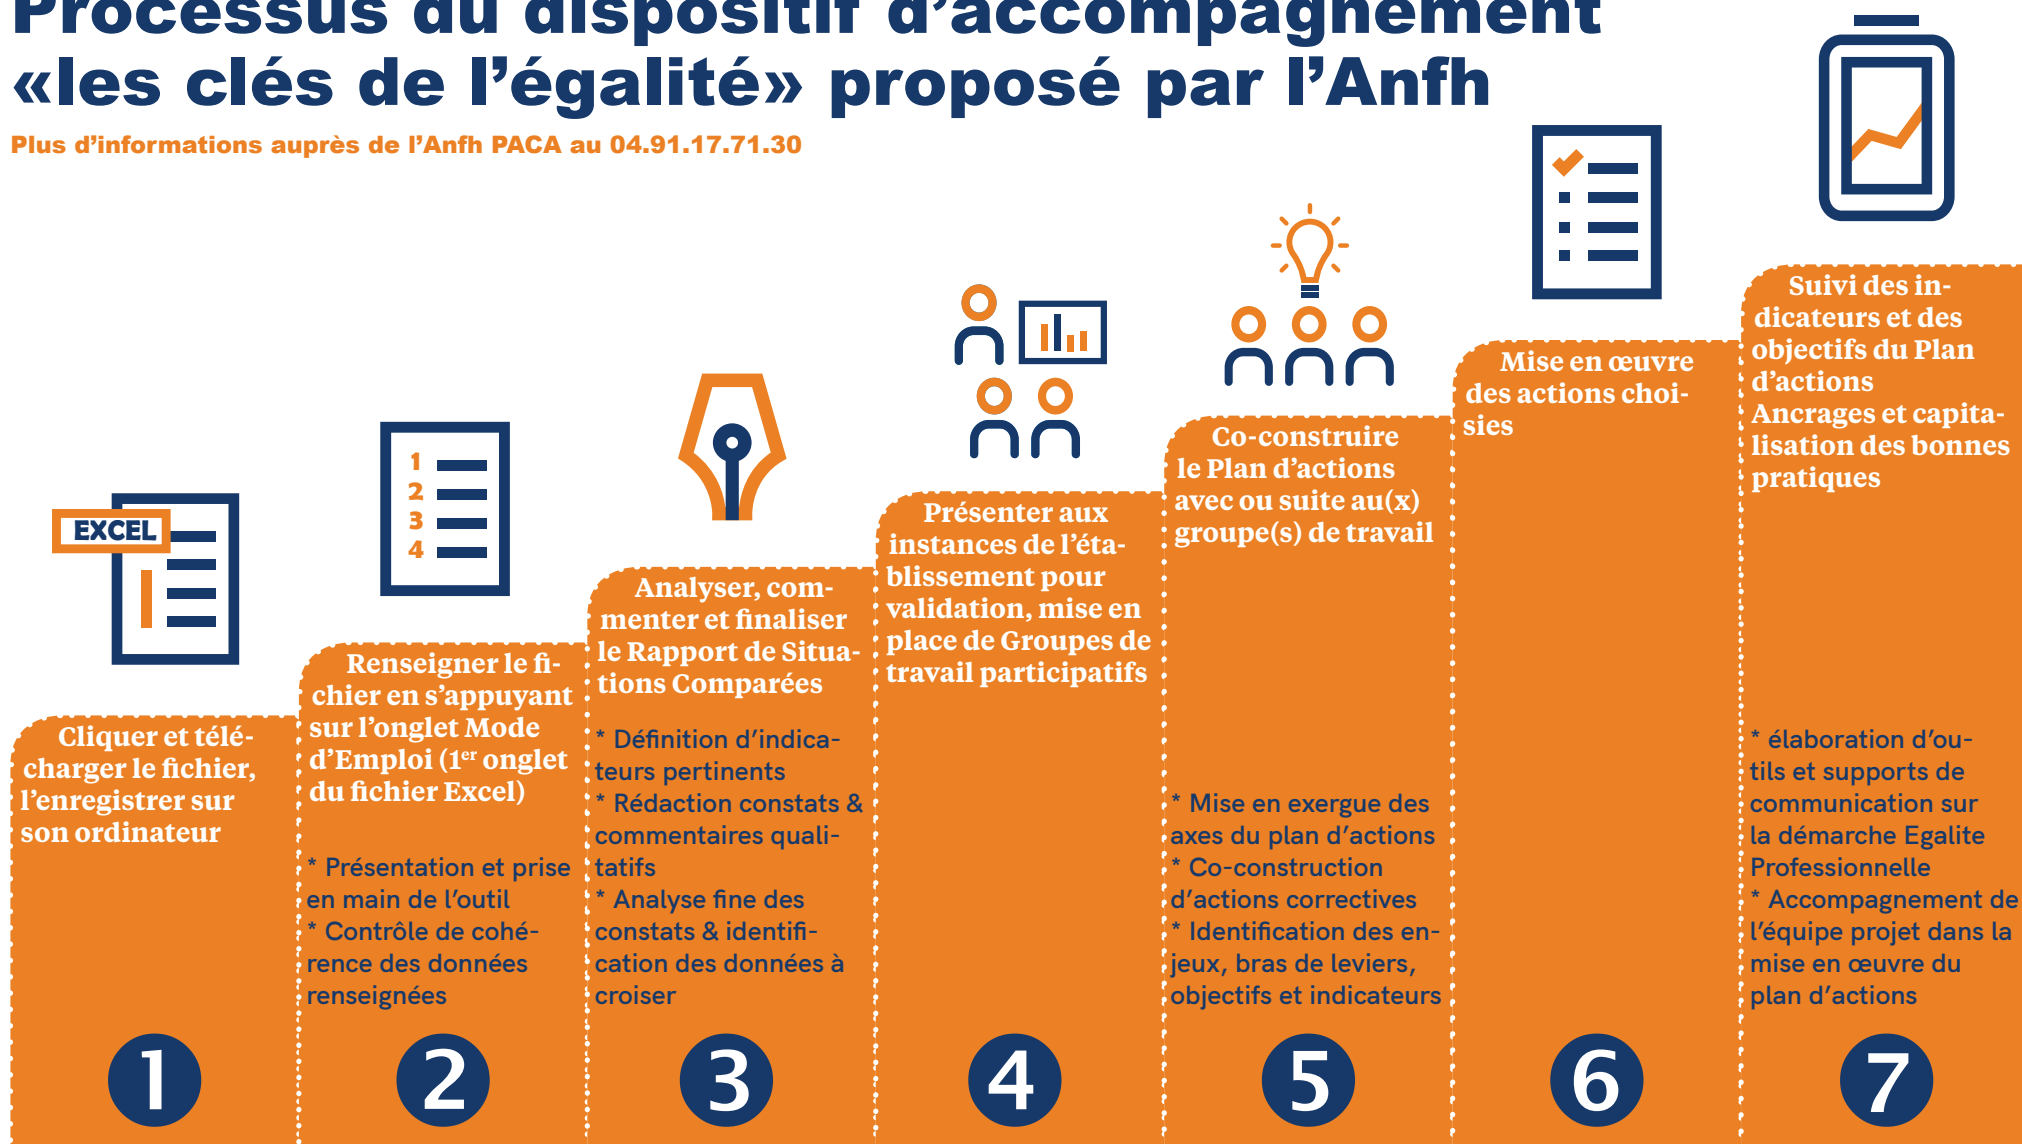 Processus du dispositif d’accompagnement
«les clés de l’égalité» proposé par l’Anfh
Plus d’informations auprès de l’Anfh PACA au 04.91.17.71.30
EXCEL
Cliquer et télé-
charger le fichier,
l’enregistrer sur
son ordinateur
1
1
2
3
4
Renseigner le fi-
chier en s’appuyant
sur l’onglet Mode
d’Emploi (1er onglet
du fichier Excel)
* Présentation et prise
en main de l’outil
* Contrôle de cohé-
rence des données
renseignées
2
Analyser, com-
menter et finaliser
le Rapport de Situa-
tions Comparées
* Définition d’indica-
teurs pertinents
* Rédaction constats &
commentaires quali-
tatifs
* Analyse fine des
constats & identifi-
cation des données à
croiser
3
Présenter aux
instances de l’éta-
blissement pour
validation, mise en
place de Groupes de
travail participatifs
4
Co-construire
le Plan d’actions
avec ou suite au(x)
groupe(s) de travail
* Mise en exergue des
axes du plan d’actions
* Co-construction
d’actions correctives
* Identification des en-
jeux, bras de leviers,
objectifs et indicateurs
5
Mise en œuvre
des actions choi-
sies
6
Suivi des in-
dicateurs et des
objectifs du Plan
d’actions
Ancrages et capita-
lisation des bonnes
pratiques
* élaboration d’ou-
tils et supports de
communication sur
la démarche Egalite
Professionnelle
* Accompagnement de
l’équipe projet dans la
mise en œuvre du
plan d’actions
7